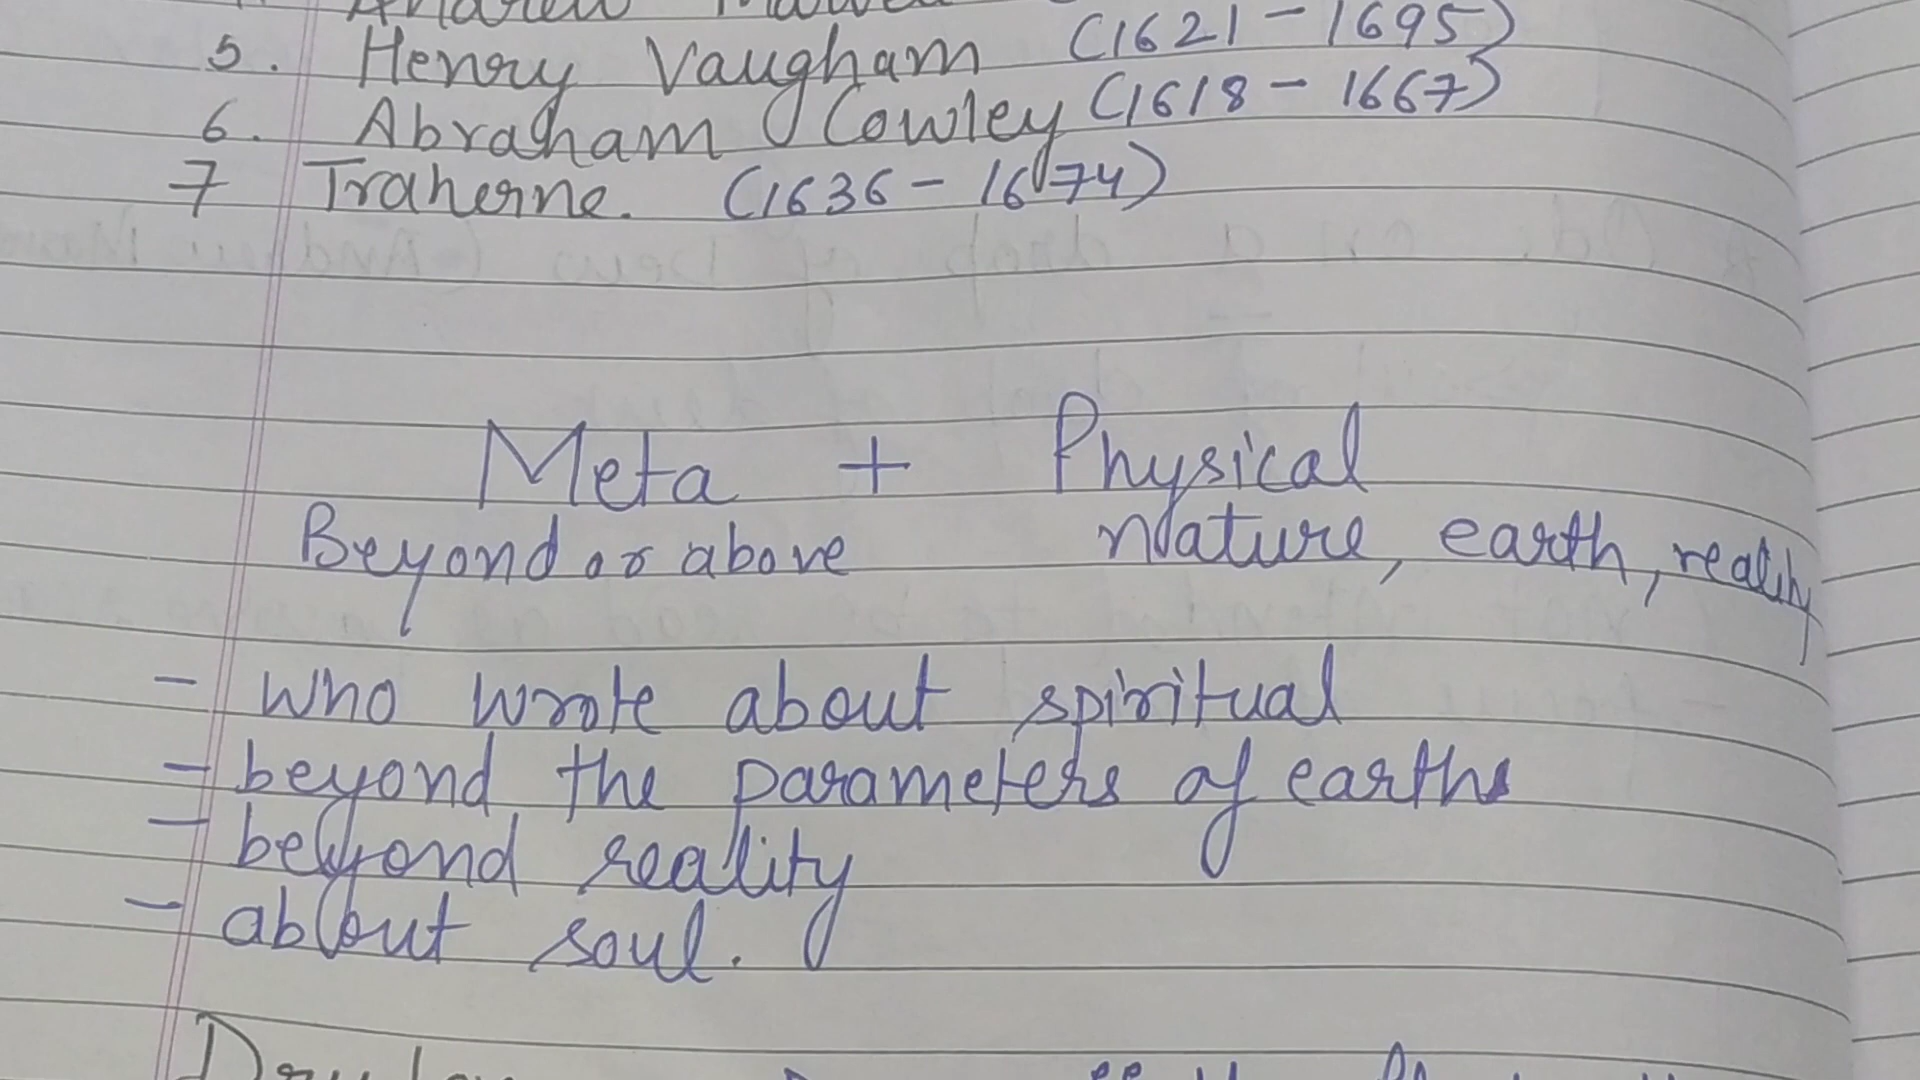 Andrew
5. Henry Vaugham (1621 - 1695)
6. Abraham Cowley (1618 - 1667)
7 Traherne. (1636 - 1674)
Meta + Physical
Beyond or above nature, earth, reality
- who wrote about spiritual
- beyond the parameters of earths
- beyond reality
- about soul.